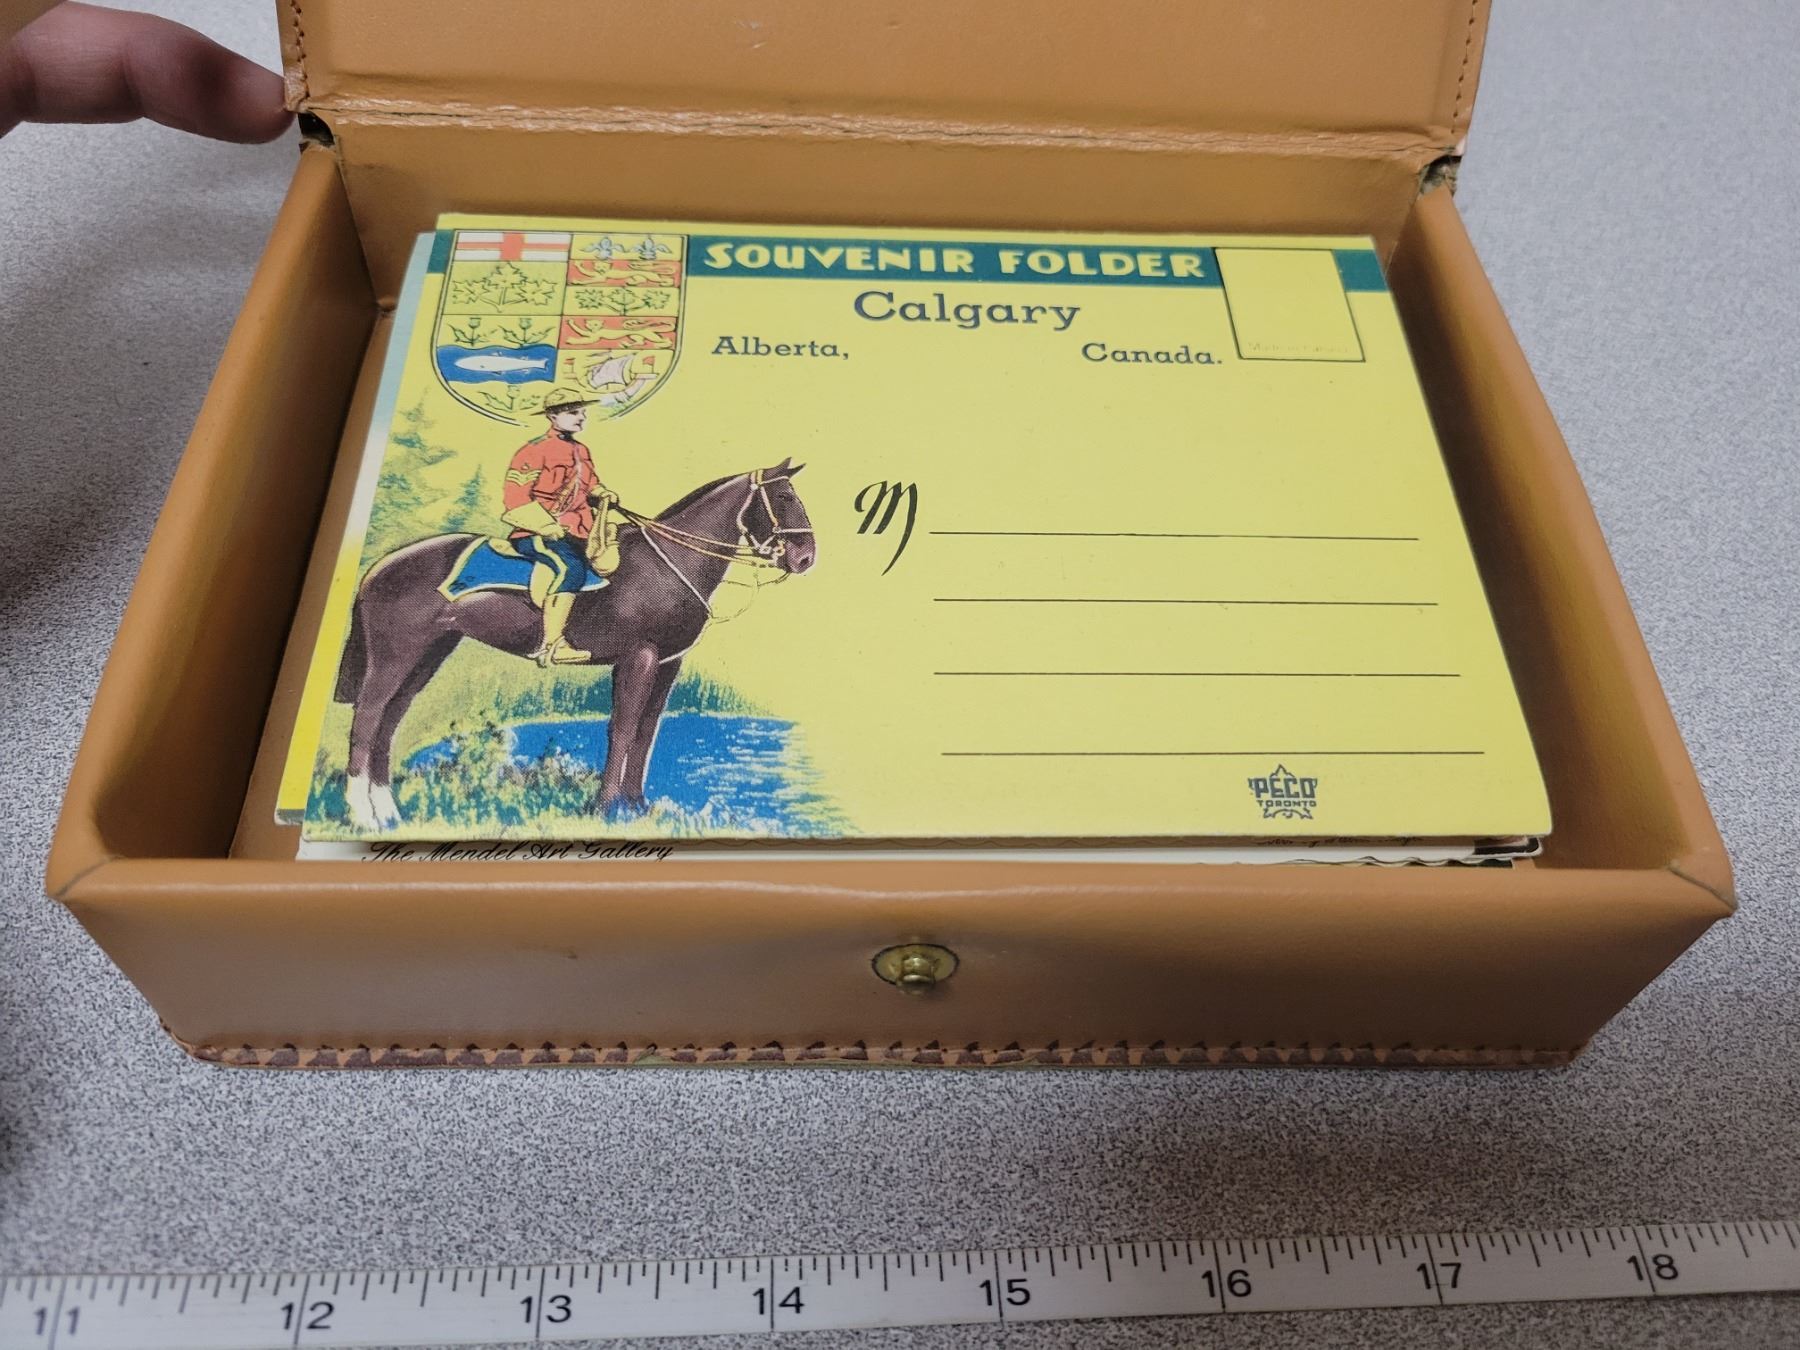 SOUVENIR FOLDER
Calgary
Alberta, Canada.
M
PECO
TORONTO
The Mendel Art Gallery
11 12 13 14 15 16 17 18